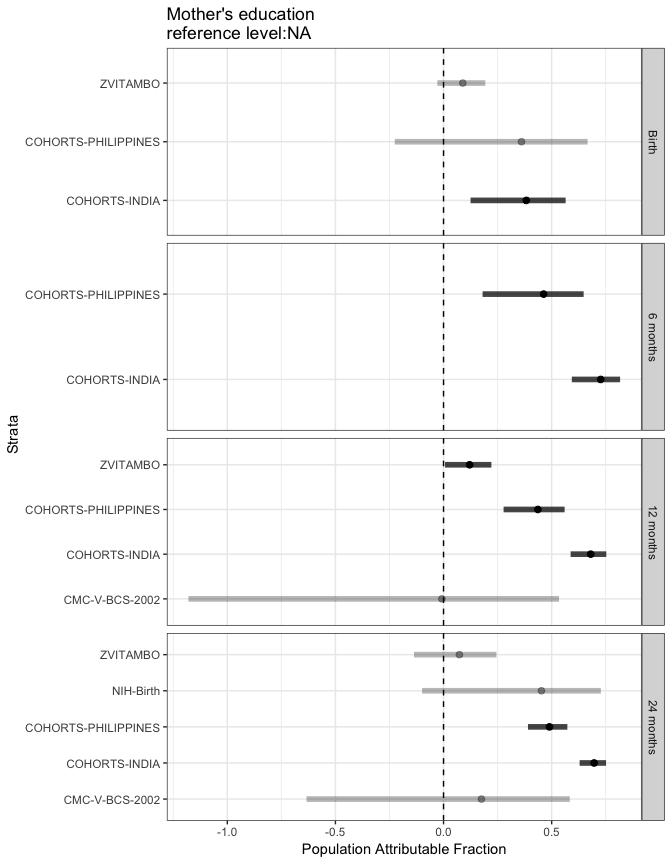 Mother's education
reference level:NA
Strata
ZVITAMBO
COHORTS-PHILIPPINES
COHORTS-INDIA
Birth
COHORTS-PHILIPPINES
COHORTS-INDIA
6 months
ZVITAMBO
COHORTS-PHILIPPINES
COHORTS-INDIA
CMC-V-BCS-2002
12 months
ZVITAMBO
NIH-Birth
COHORTS-PHILIPPINES
COHORTS-INDIA
CMC-V-BCS-2002
24 months
-1.0 -0.5 0.0 0.5
Population Attributable Fraction